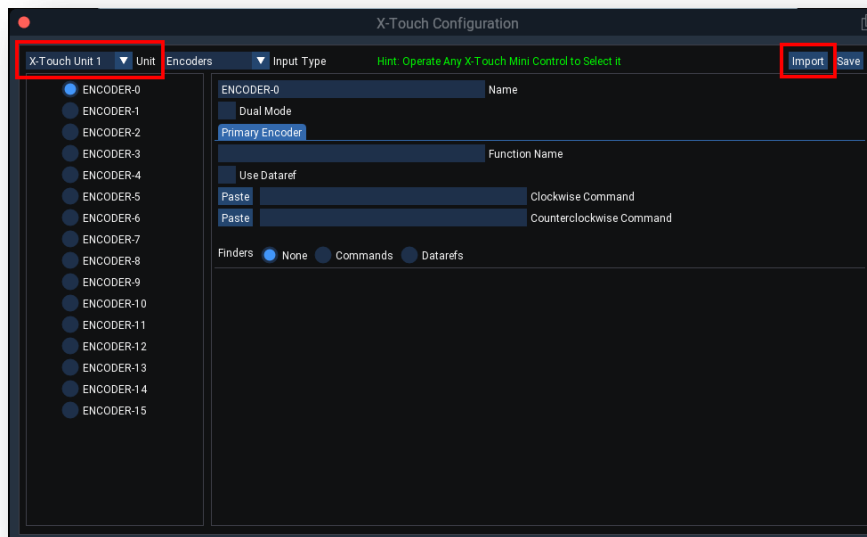 X-Touch Configuration
X-Touch Unit 1 Unit Encoders Input Type Hint: Operate Any X-Touch Mini Control to Select it Import Save
ENCODER-0
ENCODER-1
ENCODER-2
ENCODER-3
ENCODER-4
ENCODER-5
ENCODER-6
ENCODER-7
ENCODER-8
ENCODER-9
ENCODER-10
ENCODER-11
ENCODER-12
ENCODER-13
ENCODER-14
ENCODER-15
ENCODER-0 Name
Dual Mode
Primary Encoder
Function Name
Use Dataref
Paste Clockwise Command
Paste Counterclockwise Command
Finders None Commands Datarefs